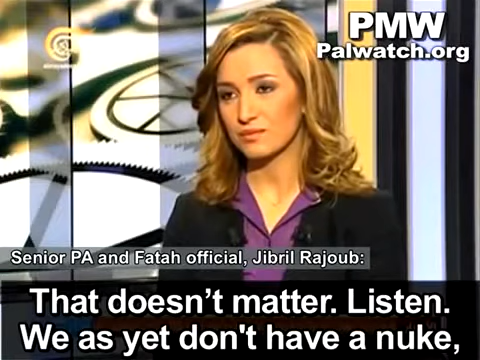 PMW
Palwatch.org
Senior PA and Fatah official, Jibril Rajoub:
That doesn't matter. Listen.
We as yet don't have a nuke,